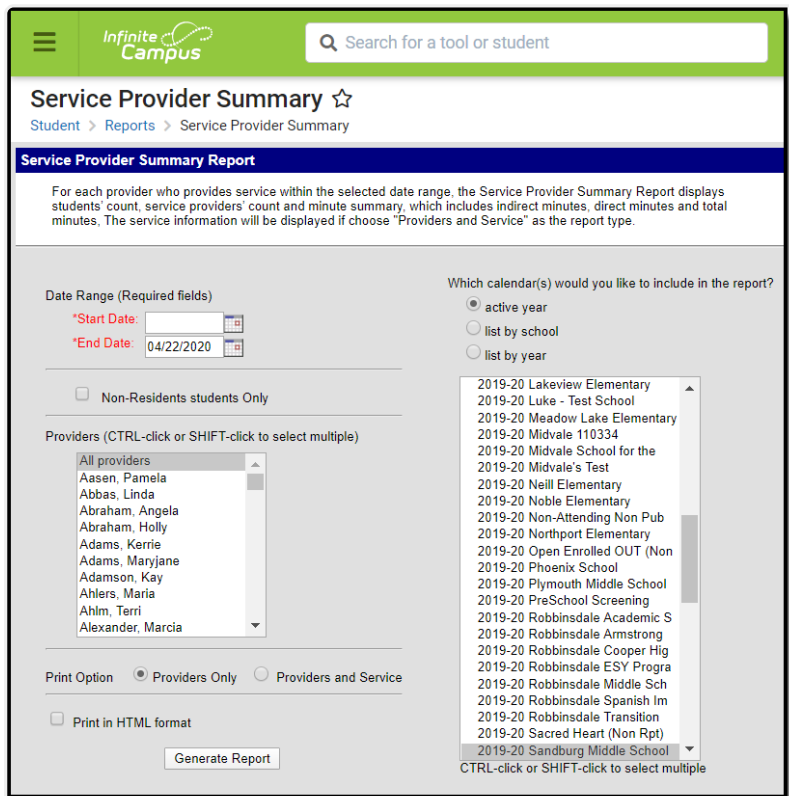 Infinite
Campus
Search for a tool or student
Service Provider Summary
Student > Reports > Service Provider Summary
Service Provider Summary Report
For each provider who provides service within the selected date range, the Service Provider Summary Report displays
students' count, service providers' count and minute summary, which includes indirect minutes, direct minutes and total
minutes, The service information will be displayed if choose "Providers and Service" as the report type.
Date Range (Required fields)
*Start Date:
*End Date: 04/22/2020
Non-Residents students Only
Providers (CTRL-click or SHIFT-click to select multiple)
All providers
Aasen, Pamela
Abbas, Linda
Abraham, Angela
Abraham, Holly
Adams, Kerrie
Adams, Maryjane
Adamson, Kay
Ahlers, Maria
Ahlm, Terri
Alexander, Marcia
Print Option Providers Only Providers and Service
Print in HTML format
Generate Report
Which calendar(s) would you like to include in the report?
active year
list by school
list by year
2019-20 Lakeview Elementary
2019-20 Luke - Test School
2019-20 Meadow Lake Elementary
2019-20 Midvale 110334
2019-20 Midvale School for the
2019-20 Midvale's Test
2019-20 Neill Elementary
2019-20 Noble Elementary
2019-20 Non-Attending Non Pub
2019-20 Northport Elementary
2019-20 Open Enrolled OUT (Non
2019-20 Phoenix School
2019-20 Plymouth Middle School
2019-20 PreSchool Screening
2019-20 Robbinsdale Academic S
2019-20 Robbinsdale Armstrong
2019-20 Robbinsdale Cooper Hig
2019-20 Robbinsdale ESY Progra
2019-20 Robbinsdale Middle Sch
2019-20 Robbinsdale Spanish Im
2019-20 Robbinsdale Transition
2019-20 Sacred Heart (Non Rpt)
2019-20 Sandburg Middle School
CTRL-click or SHIFT-click to select multiple